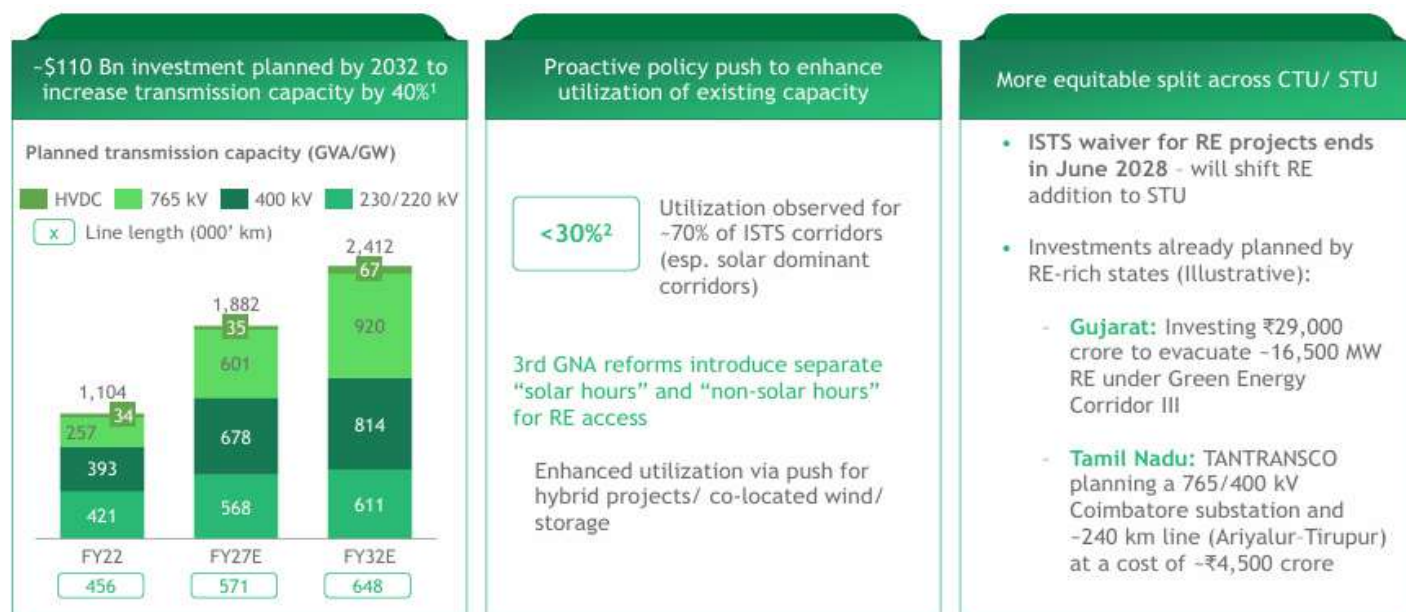 ~$110 Bn investment planned by 2032 to
increase transmission capacity by 40%¹
Planned transmission capacity (GVA/GW)
HVDC 765 kV 400 kV 230/220 kV
x Line length (000' km)
2,412
67
1,882
35
920
601
1,104
34
257
678
814
393
421
568
611
FY22 FY27E FY32E
456 571 648
Proactive policy push to enhance
utilization of existing capacity
<30%²
Utilization observed for
~70% of ISTS corridors
(esp. solar dominant
corridors)
3rd GNA reforms introduce separate
“solar hours” and “non-solar hours”
for RE access
Enhanced utilization via push for
hybrid projects/ co-located wind/
storage
More equitable split across CTU/ STU
• ISTS waiver for RE projects ends
in June 2028 – will shift RE
addition to STU
• Investments already planned by
RE-rich states (Illustrative):
- Gujarat: Investing ₹29,000
crore to evacuate ~16,500 MW
RE under Green Energy
Corridor III
- Tamil Nadu: TANTRANSCO
planning a 765/400 kV
Coimbatore substation and
~240 km line (Ariyalur–Tirupur)
at a cost of ~₹4,500 crore